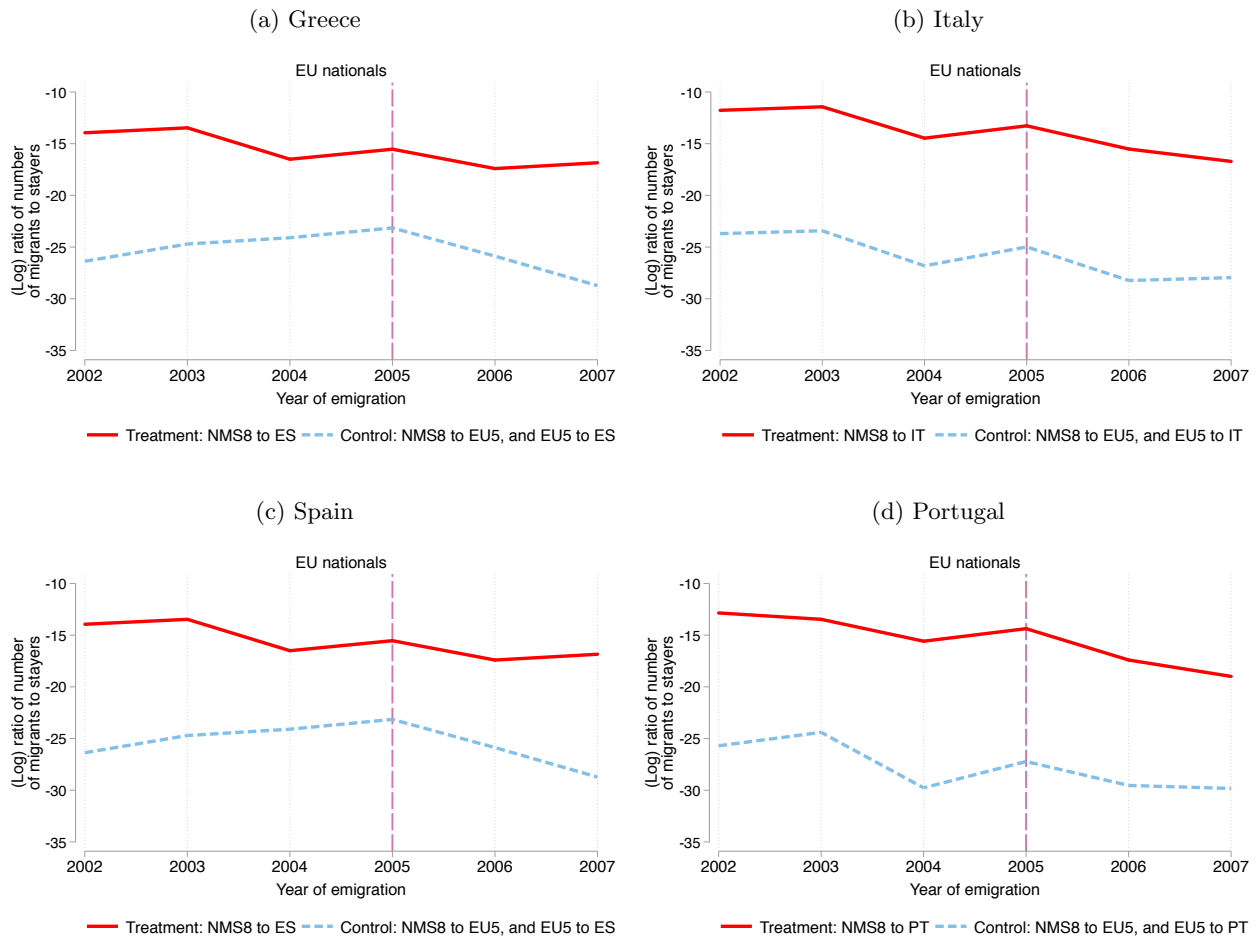 (a) Greece
EU nationals
(Log) ratio of number
of migrants to stayers
-10
-15
-20
-25
-30
-35
2002 2003 2004 2005 2006 2007
Year of emigration
Treatment: NMS8 to ES Control: NMS8 to EU5, and EU5 to ES
(b) Italy
EU nationals
(Log) ratio of number
of migrants to stayers
-10
-15
-20
-25
-30
-35
2002 2003 2004 2005 2006 2007
Year of emigration
Treatment: NMS8 to IT Control: NMS8 to EU5, and EU5 to IT
(c) Spain
EU nationals
(Log) ratio of number
of migrants to stayers
-10
-15
-20
-25
-30
-35
2002 2003 2004 2005 2006 2007
Year of emigration
Treatment: NMS8 to ES Control: NMS8 to EU5, and EU5 to ES
(d) Portugal
EU nationals
(Log) ratio of number
of migrants to stayers
-10
-15
-20
-25
-30
-35
2002 2003 2004 2005 2006 2007
Year of emigration
Treatment: NMS8 to PT Control: NMS8 to EU5, and EU5 to PT